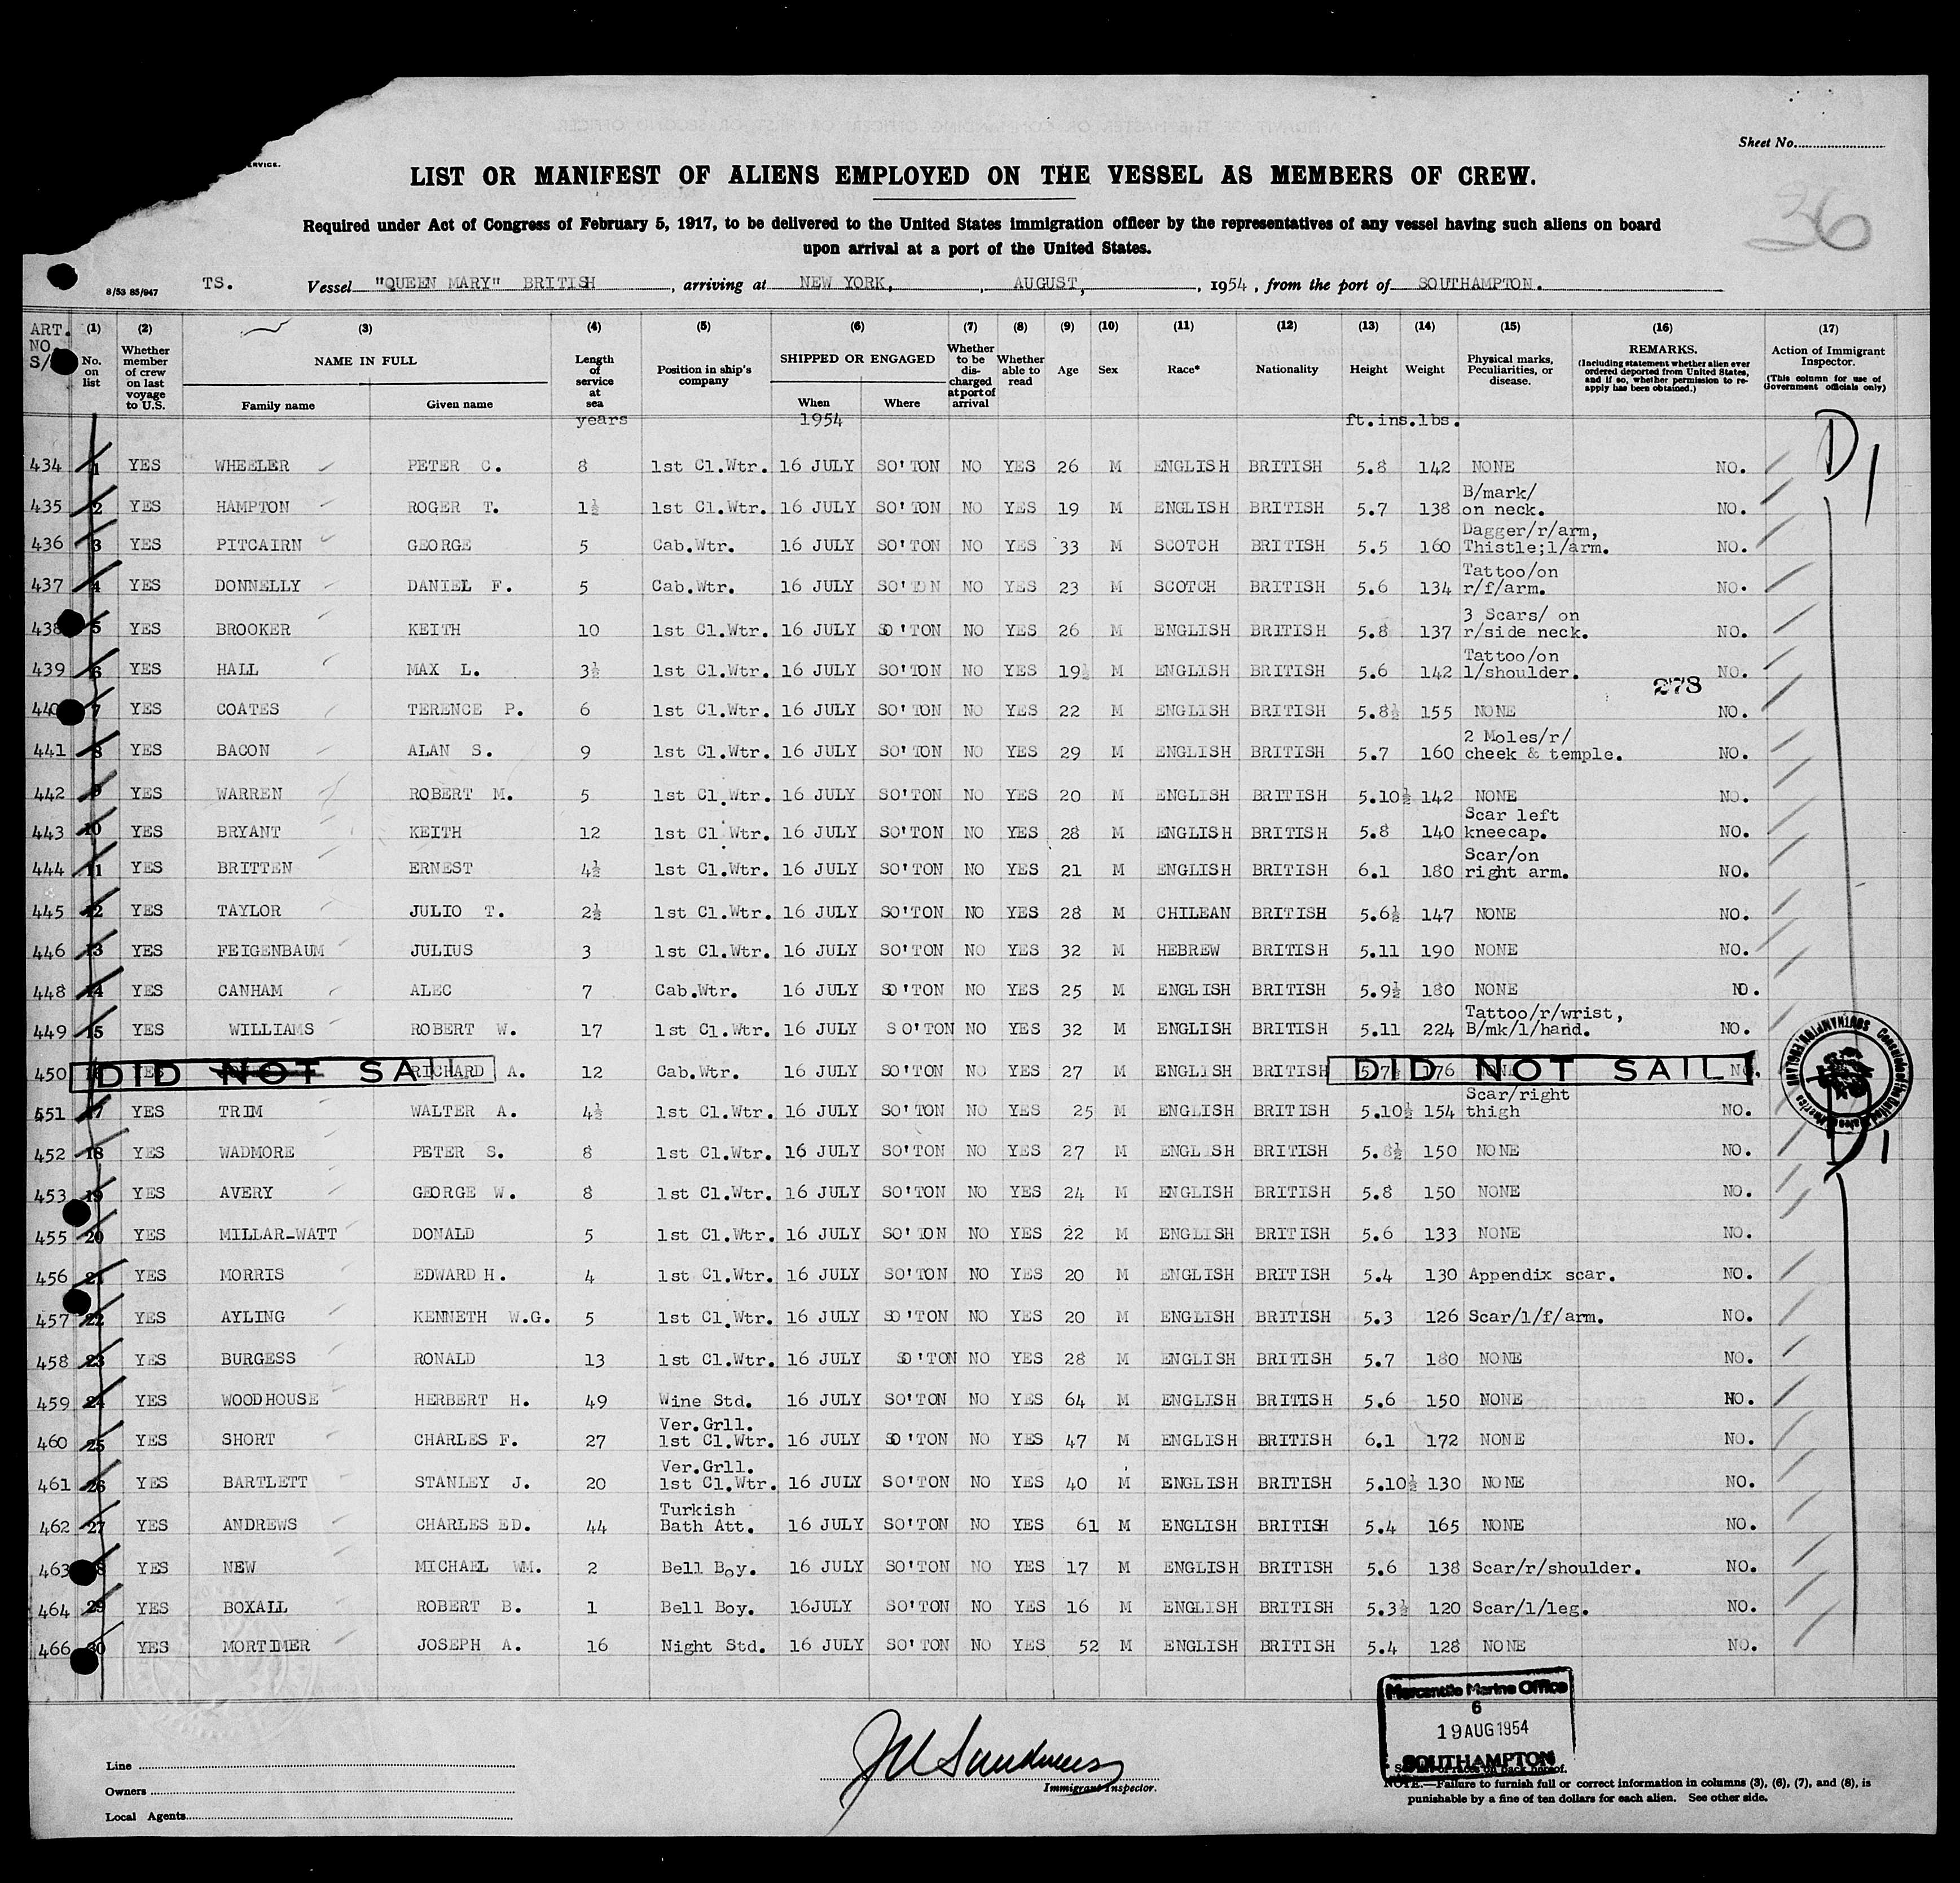 ERVICE.
Sheet No.
36
LIST OR MANIFEST OF ALIENS EMPLOYED ON THE VESSEL AS MEMBERS OF CREW.
Required under Act of Congress of February 5, 1917, to be delivered to the United States immigration officer by the representatives of any vessel having such aliens on board
upon arrival at a port of the United States.
8/53 85/947 TS. Vessel "QUEEN MARY" BRITISH, arriving at NEW YORK, AUGUST, 1954, from the port of SOUTHAMPTON.
ART. NO. S/ (1) No. on list (2) Whether member of crew on last voyage to U.S. (3) NAME IN FULL Family name Given name (4) Length of service at sea (5) Position in ship's company (6) SHIPPED OR ENGAGED When Where (7) Whether to be discharged at port of arrival (8) Whether able to read (9) Age (10) Sex (11) Race* (12) Nationality (13) Height (14) Weight (15) Physical marks, Peculiarities, or disease. (16) REMARKS. (Including statement whether alien ever ordered deported from United States, and if so, whether permission to re-apply has been obtained.) (17) Action of Immigrant Inspector. (This column for use of Government officials only)
years 1954 ft.ins.lbs.
D1
434 1 YES WHEELER PETER C. 8 1st Cl.Wtr. 16 JULY SO'TON NO YES 26 M ENGLISH BRITISH 5.8 142 NONE NO.
435 2 YES HAMPTON ROGER T. 1½ 1st Cl.Wtr. 16 JULY SO'TON NO YES 19 M ENGLISH BRITISH 5.7 138 B/mark/ on neck. NO.
436 3 YES PITCAIRN GEORGE 5 Cab.Wtr. 16 JULY SO'TON NO YES 33 M SCOTCH BRITISH 5.5 160 Dagger/r/arm, Thistle;l/arm. NO.
437 4 YES DONNELLY DANIEL F. 5 Cab.Wtr. 16 JULY SO'TON NO YES 23 M SCOTCH BRITISH 5.6 134 Tattoo/on r/f/arm. NO.
438 5 YES BROOKER KEITH 10 1st Cl.Wtr. 16 JULY SO'TON NO YES 26 M ENGLISH BRITISH 5.8 137 3 Scars/ on r/side neck. NO.
439 6 YES HALL MAX L. 3½ 1st Cl.Wtr. 16 JULY SO'TON NO YES 19½ M ENGLISH BRITISH 5.6 142 Tattoo/on l/shoulder. NO.
278
440 7 YES COATES TERENCE P. 6 1st Cl.Wtr. 16 JULY SO'TON NO YES 22 M ENGLISH BRITISH 5.8½ 155 NONE NO.
441 8 YES BACON ALAN S. 9 1st Cl.Wtr. 16 JULY SO'TON NO YES 29 M ENGLISH BRITISH 5.7 160 2 Moles/r/ cheek & temple. NO.
442 9 YES WARREN ROBERT M. 5 1st Cl.Wtr. 16 JULY SO'TON NO YES 20 M ENGLISH BRITISH 5.10½ 142 NONE NO.
443 10 YES BRYANT KEITH 12 1st Cl.Wtr. 16 JULY SO'TON NO YES 28 M ENGLISH BRITISH 5.8 140 Scar left kneecap. NO.
444 11 YES BRITTEN ERNEST 4½ 1st Cl.Wtr. 16 JULY SO'TON NO YES 21 M ENGLISH BRITISH 6.1 180 Scar/on right arm. NO.
445 12 YES TAYLOR JULIO T. 2½ 1st Cl.Wtr. 16 JULY SO'TON NO YES 28 M CHILEAN BRITISH 5.6½ 147 NONE NO.
446 13 YES FEIGENBAUM JULIUS 3 1st Cl.Wtr. 16 JULY SO'TON NO YES 32 M HEBREW BRITISH 5.11 190 NONE NO.
448 14 YES CANHAM ALEC 7 Cab.Wtr. 16 JULY SO'TON NO YES 25 M ENGLISH BRITISH 5.9½ 180 NONE NO.
449 15 YES WILLIAMS ROBERT W. 17 1st Cl.Wtr. 16 JULY SO'TON NO YES 32 M ENGLISH BRITISH 5.11 224 Tattoo/r/wrist, B/mk/l/hand. NO.
450 DID NOT SAIL RICHARD A. 12 Cab.Wtr. 16 JULY SO'TON NO YES 27 M ENGLISH BRITISH 5.7½ 176 NONE NO. DID NOT SAIL
551 17 YES TRIM WALTER A. 4½ 1st Cl.Wtr. 16 JULY SO'TON NO YES 25 M ENGLISH BRITISH 5.10½ 154 Scar/right thigh NO.
D1
452 18 YES WADMORE PETER S. 8 1st Cl.Wtr. 16 JULY SO'TON NO YES 27 M ENGLISH BRITISH 5.8½ 150 NONE NO.
453 19 YES AVERY GEORGE W. 8 1st Cl.Wtr. 16 JULY SO'TON NO YES 24 M ENGLISH BRITISH 5.8 150 NONE NO.
455 20 YES MILLAR-WATT DONALD 5 1st Cl.Wtr. 16 JULY SO'TON NO YES 22 M ENGLISH BRITISH 5.6 133 NONE NO.
456 21 YES MORRIS EDWARD H. 4 1st Cl.Wtr. 16 JULY SO'TON NO YES 20 M ENGLISH BRITISH 5.4 130 Appendix scar. NO.
457 22 YES AYLING KENNETH W.G. 5 1st Cl.Wtr. 16 JULY SO'TON NO YES 20 M ENGLISH BRITISH 5.3 126 Scar/l/f/arm. NO.
458 23 YES BURGESS RONALD 13 1st Cl.Wtr. 16 JULY SO'TON NO YES 28 M ENGLISH BRITISH 5.7 180 NONE NO.
459 24 YES WOODHOUSE HERBERT H. 49 Wine Std. 16 JULY SO'TON NO YES 64 M ENGLISH BRITISH 5.6 150 NONE NO.
460 25 YES SHORT CHARLES F. 27 Ver.Grll. 1st Cl.Wtr. 16 JULY SO'TON NO YES 47 M ENGLISH BRITISH 6.1 172 NONE NO.
461 26 YES BARTLETT STANLEY J. 20 Ver.Grll. 1st Cl.Wtr. 16 JULY SO'TON NO YES 40 M ENGLISH BRITISH 5.10½ 130 NONE NO.
462 27 YES ANDREWS CHARLES ED. 44 Turkish Bath Att. 16 JULY SO'TON NO YES 61 M ENGLISH BRITISH 5.4 165 NONE NO.
463 28 YES NEW MICHAEL WM. 2 Bell Boy. 16 JULY SO'TON NO YES 17 M ENGLISH BRITISH 5.6 138 Scar/r/shoulder. NO.
464 29 YES BOXALL ROBERT B. 1 Bell Boy. 16JULY SO'TON NO YES 16 M ENGLISH BRITISH 5.3½ 120 Scar/l/leg. NO.
466 30 YES MORTIMER JOSEPH A. 16 Night Std. 16 JULY SO'TON NO YES 52 M ENGLISH BRITISH 5.4 128 NONE NO.
Mercantile Marine Office
6
19 AUG 1954
SOUTHAMPTON
Line
Owners
Local Agents
Immigrant Inspector.
NOTE.—Failure to furnish full or correct information in columns (3), (6), (7), and (8), is
punishable by a fine of ten dollars for each alien. See other side.